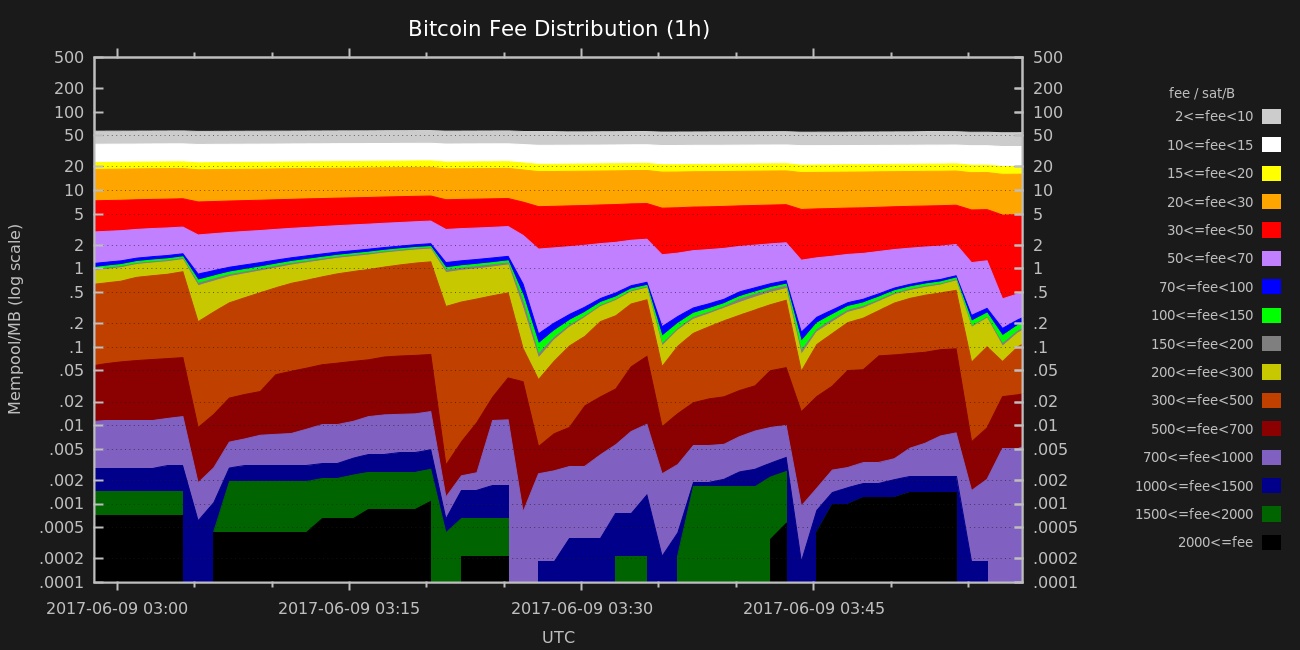 Bitcoin Fee Distribution (1h)
500
200
100
50
20
10
5
2
1
.5
.2
.1
.05
.02
.01
.005
.002
.001
.0005
.0002
.0001
Mempool/MB (log scale)
500
200
100
50
20
10
5
2
1
.5
.2
.1
.05
.02
.01
.005
.002
.001
.0005
.0002
.0001
2017-06-09 03:00
2017-06-09 03:15
2017-06-09 03:30
2017-06-09 03:45
UTC
fee / sat/B
2<=fee<10
10<=fee<15
15<=fee<20
20<=fee<30
30<=fee<50
50<=fee<70
70<=fee<100
100<=fee<150
150<=fee<200
200<=fee<300
300<=fee<500
500<=fee<700
700<=fee<1000
1000<=fee<1500
1500<=fee<2000
2000<=fee